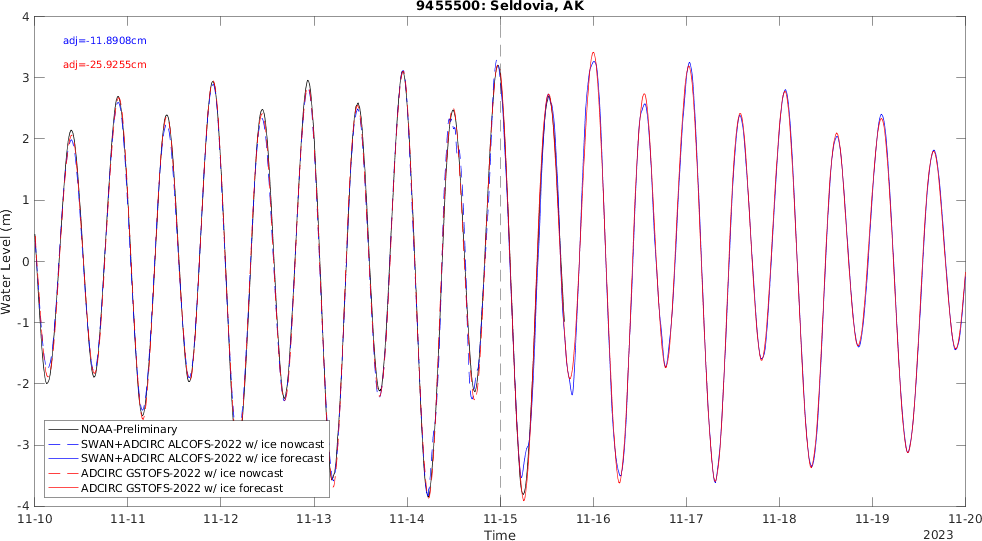 9455500: Seldovia, AK
adj=-11.8908cm
adj=-25.9255cm
Water Level (m)
4
3
2
1
0
-1
-2
-3
-4
NOAA-Preliminary
SWAN+ADCIRC ALCOFS-2022 w/ ice nowcast
SWAN+ADCIRC ALCOFS-2022 w/ ice forecast
ADCIRC GSTOFS-2022 w/ ice nowcast
ADCIRC GSTOFS-2022 w/ ice forecast
11-10 11-11 11-12 11-13 11-14 11-15 11-16 11-17 11-18 11-19 11-20
Time
2023